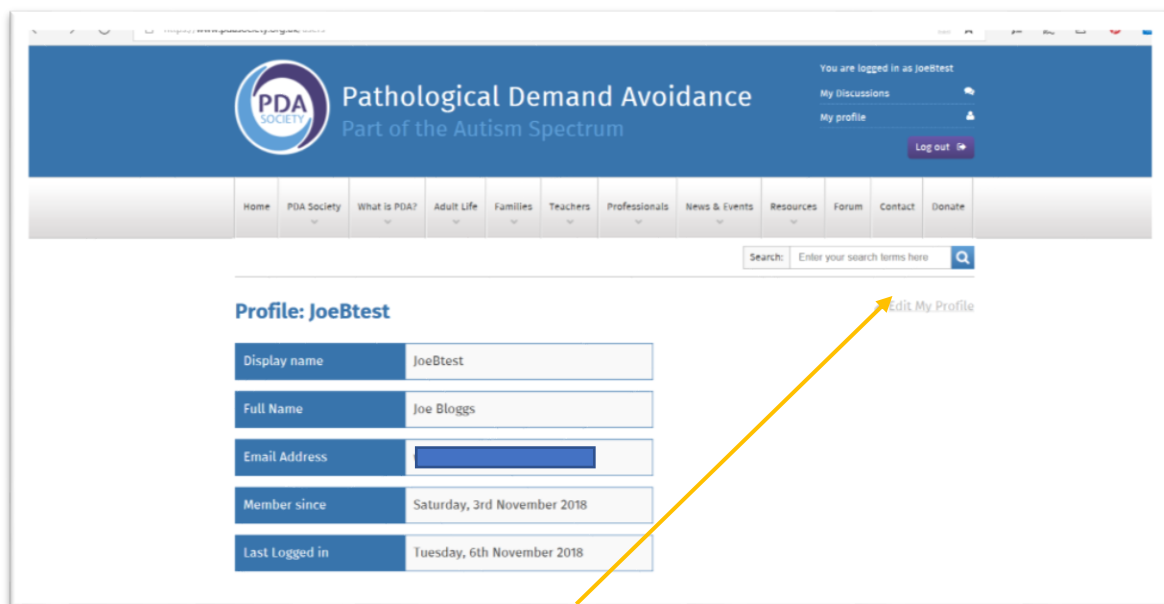 You are logged in as JoeBtest
My Discussions
My profile
Log out
PDA
SOCIETY
Pathological Demand Avoidance
Part of the Autism Spectrum
Home PDA Society What is PDA? Adult Life Families Teachers Professionals News & Events Resources Forum Contact Donate
Search: Enter your search terms here
Profile: JoeBtest
Edit My Profile
Display name JoeBtest
Full Name Joe Bloggs
Email Address
Member since Saturday, 3rd November 2018
Last Logged in Tuesday, 6th November 2018